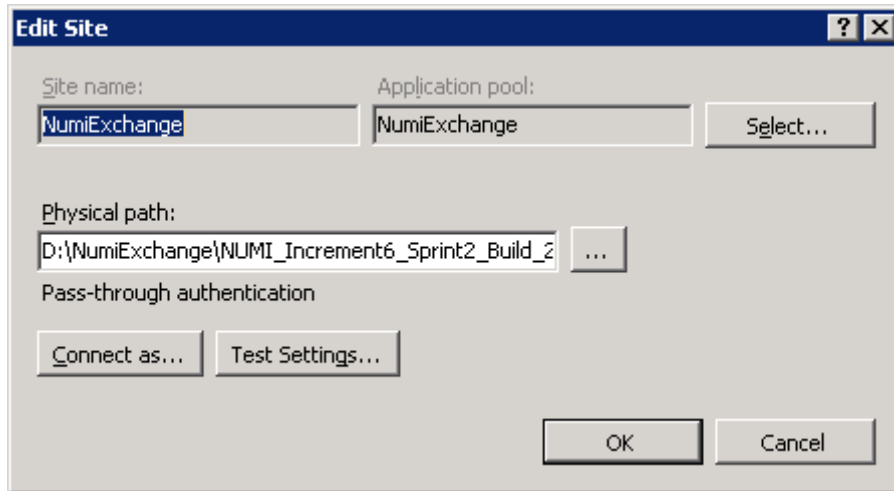 Edit Site
Site name: Application pool:
NumiExchange NumiExchange Select...
Physical path:
D:\NumiExchange\NUMI_Increment6_Sprint2_Build_2 ...
Pass-through authentication
Connect as... Test Settings...
OK Cancel